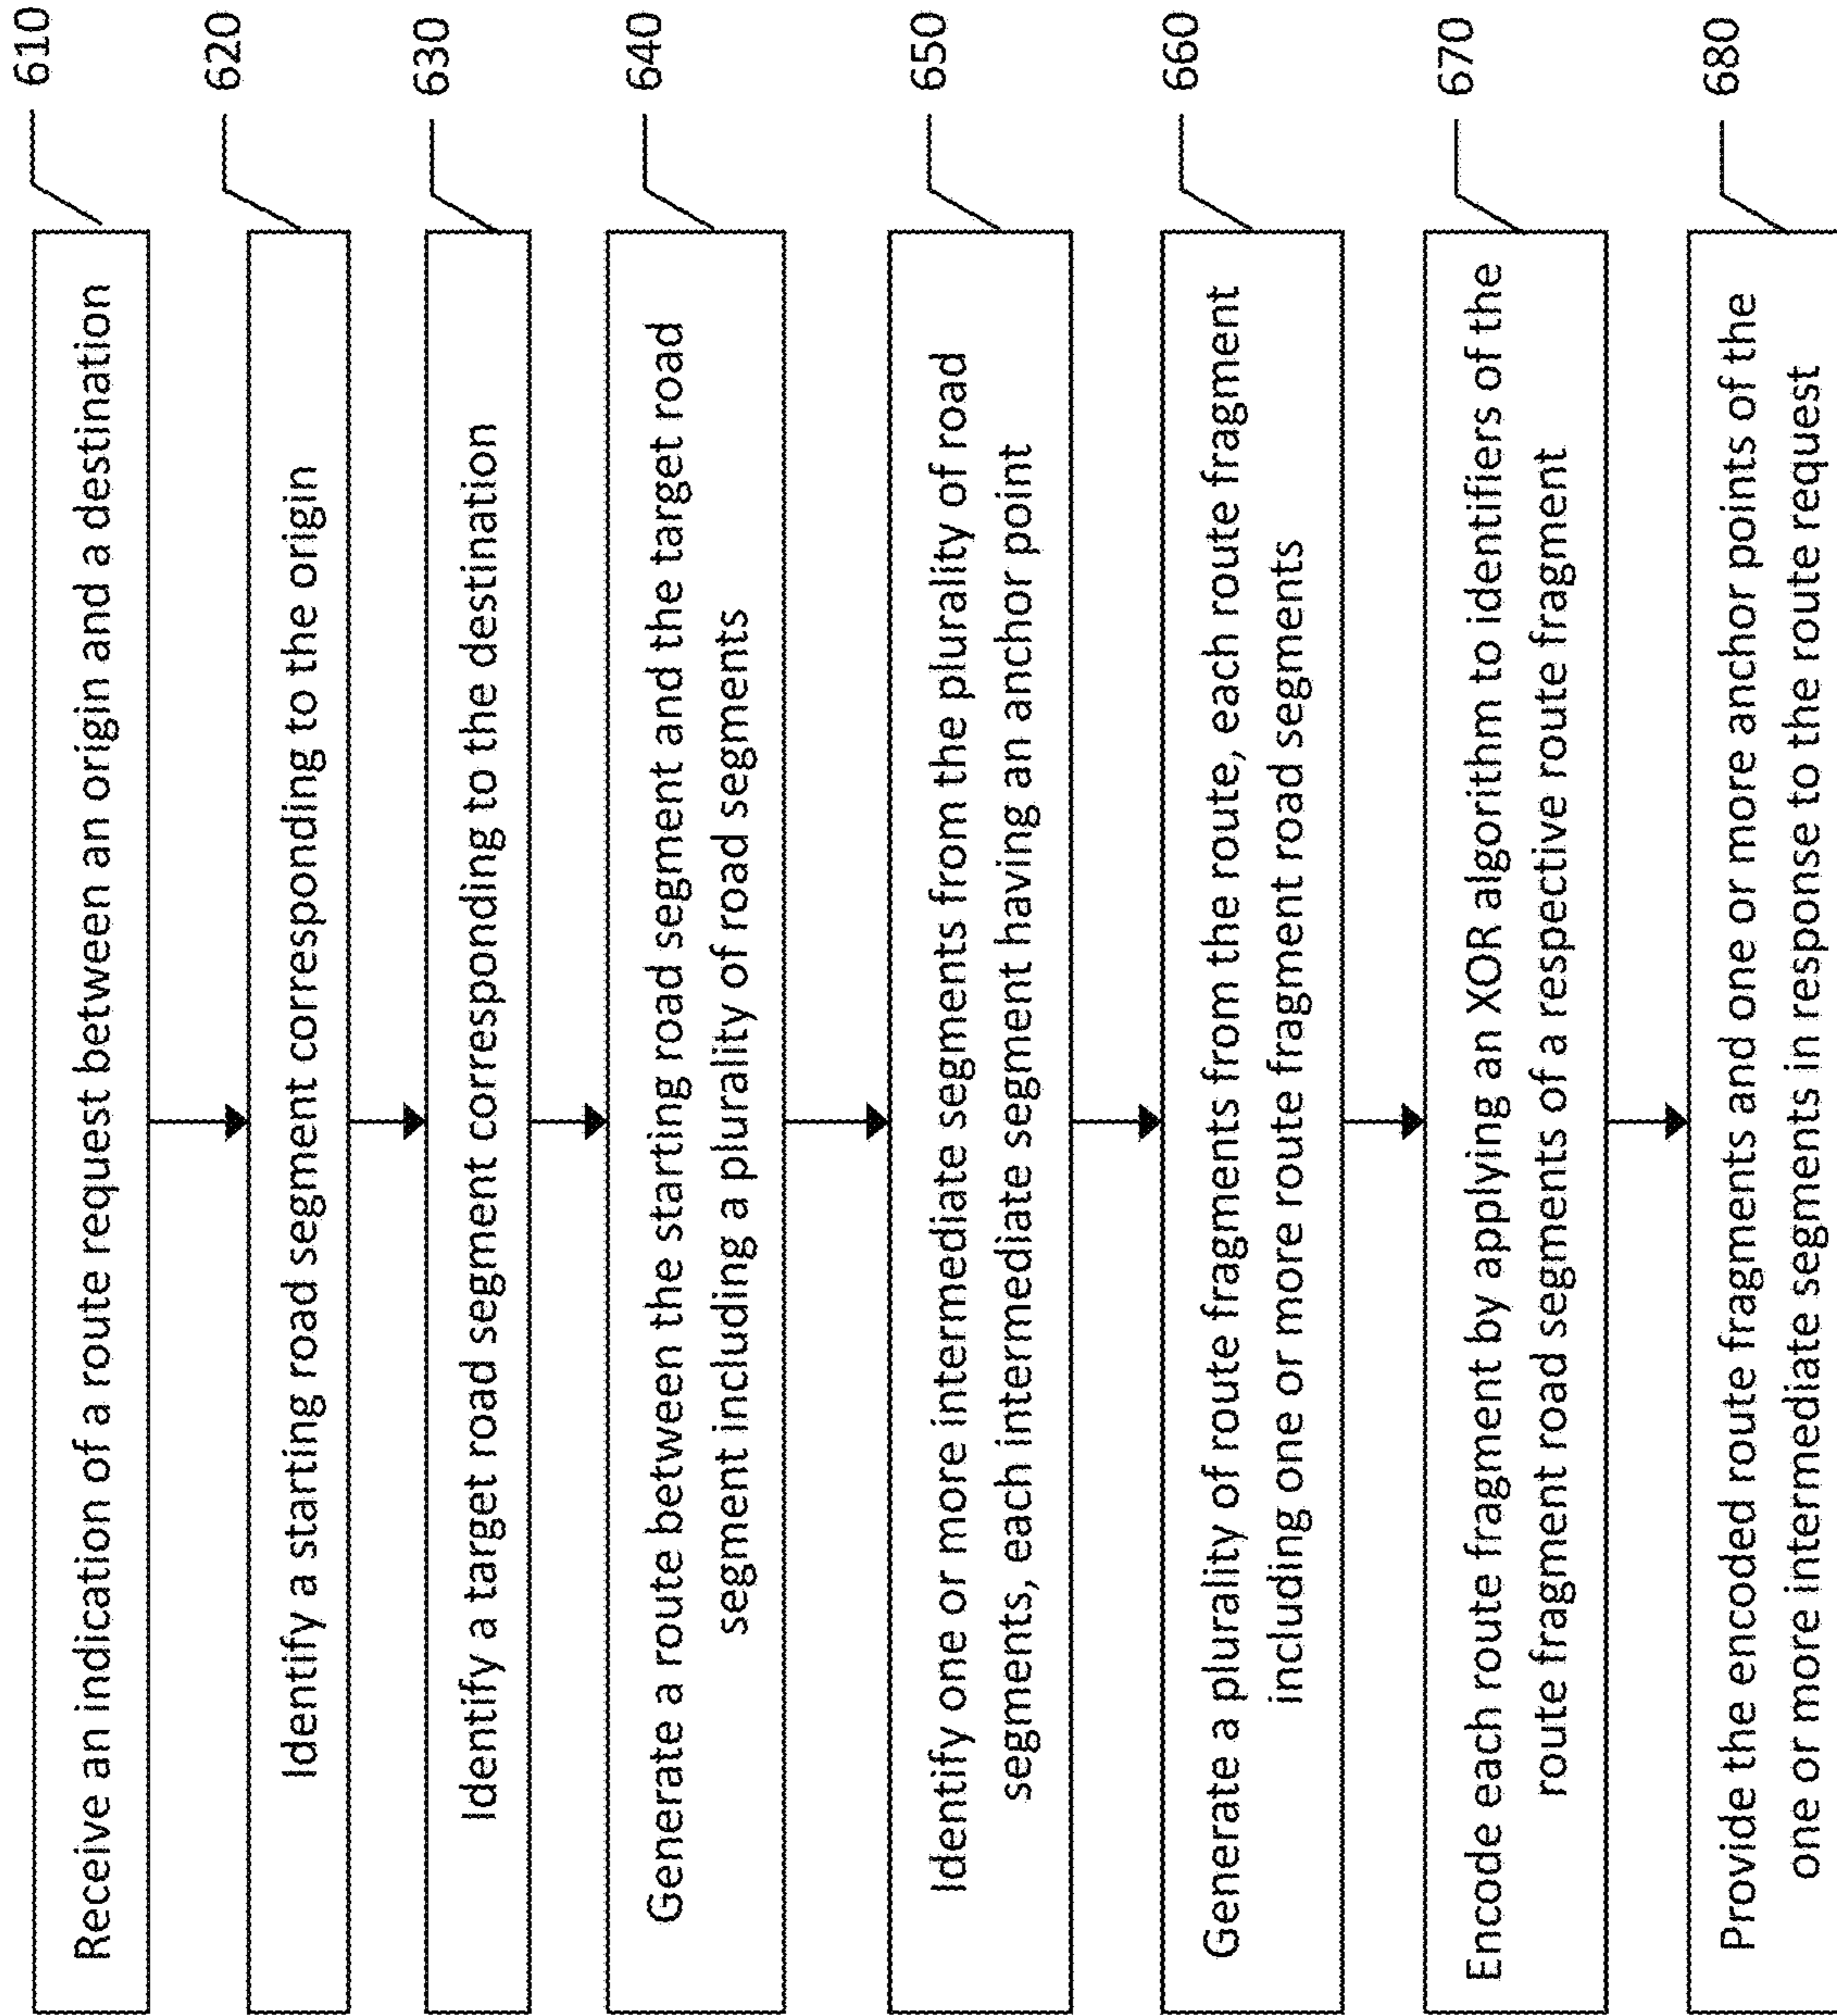 Receive an indication of a route request between an origin and a destination
610
Identify a starting road segment corresponding to the origin
620
Identify a target road segment corresponding to the destination
630
Generate a route between the starting road segment and the target road
segment including a plurality of road segments
640
Identify one or more intermediate segments from the plurality of road
segments, each intermediate segment having an anchor point
650
Generate a plurality of route fragments from the route, each route fragment
including one or more route fragment road segments
660
Encode each route fragment by applying an XOR algorithm to identifiers of the
route fragment road segments of a respective route fragment
670
Provide the encoded route fragments and one or more anchor points of the
one or more intermediate segments in response to the route request
680